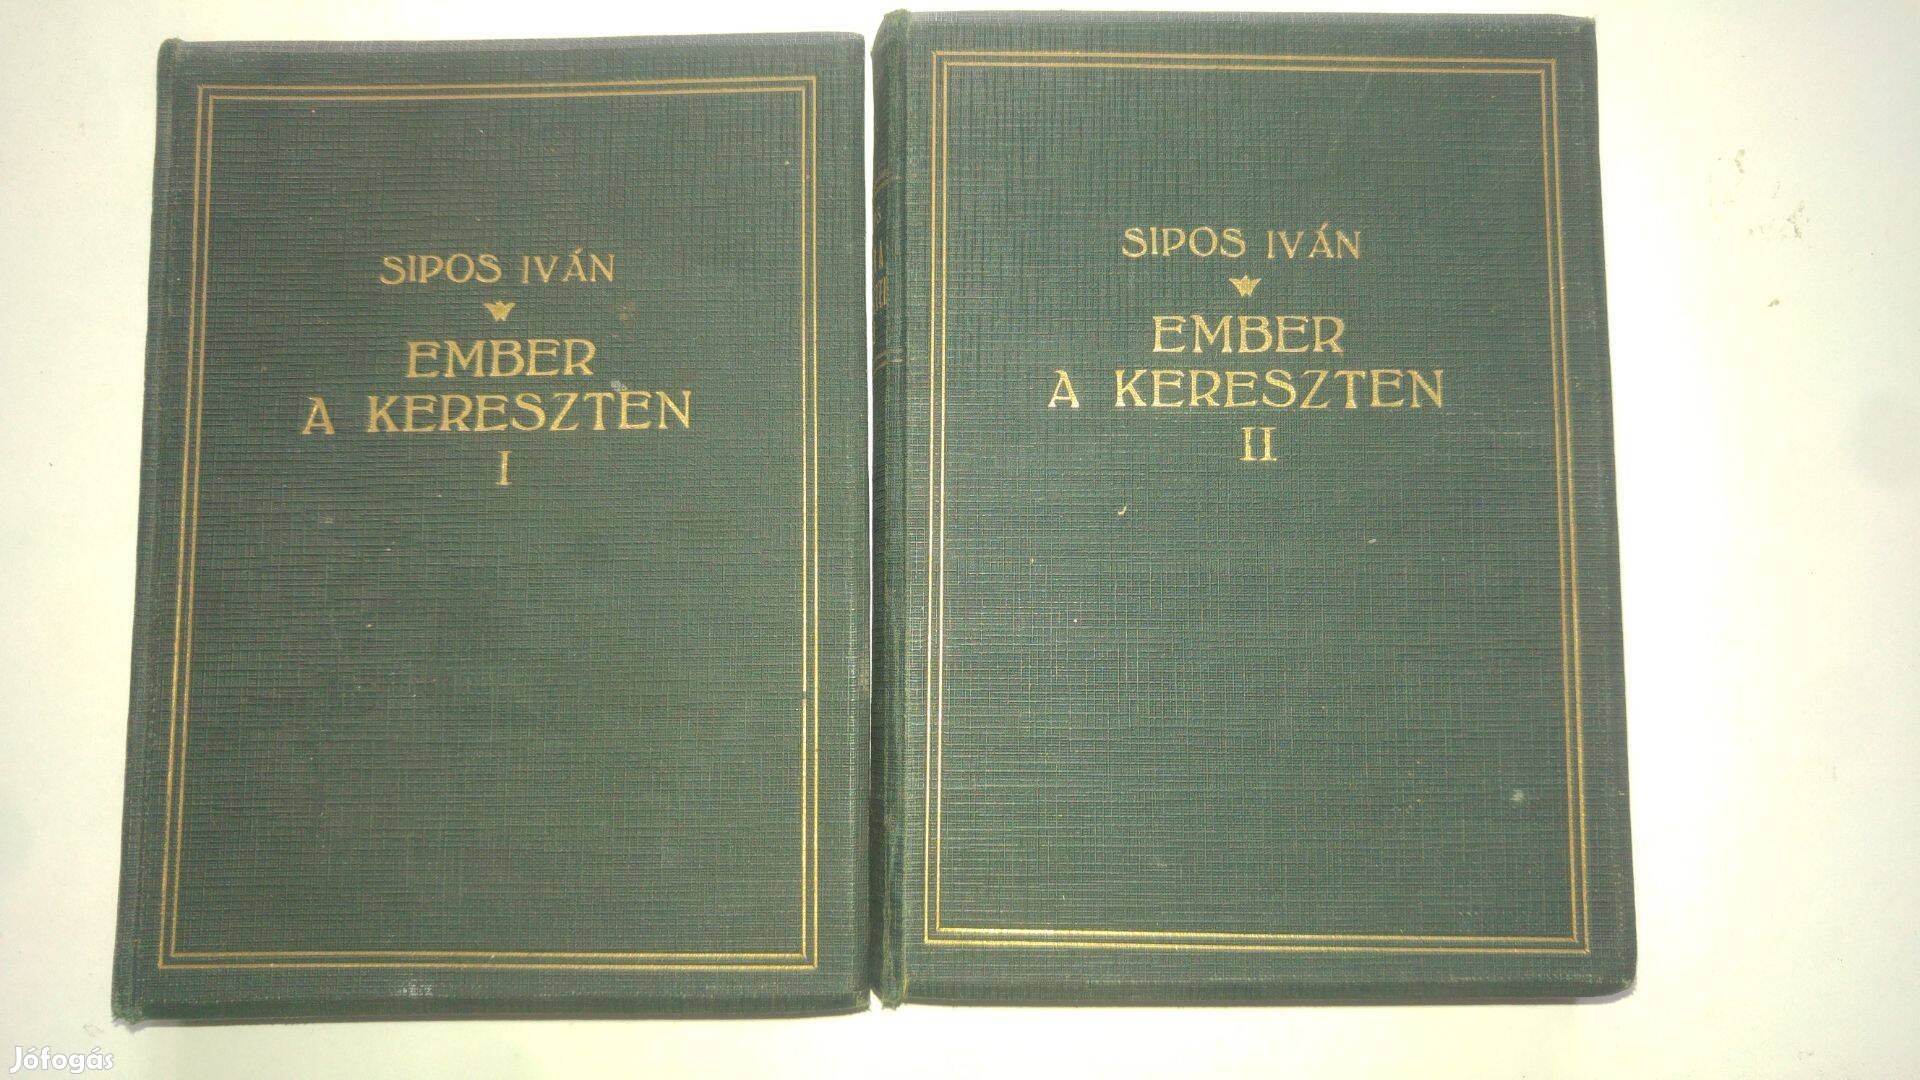 SIPOS IVÁN
EMBER
A KERESZTEN
I
SIPOS IVÁN
EMBER
A KERESZTEN
II
Jófogás